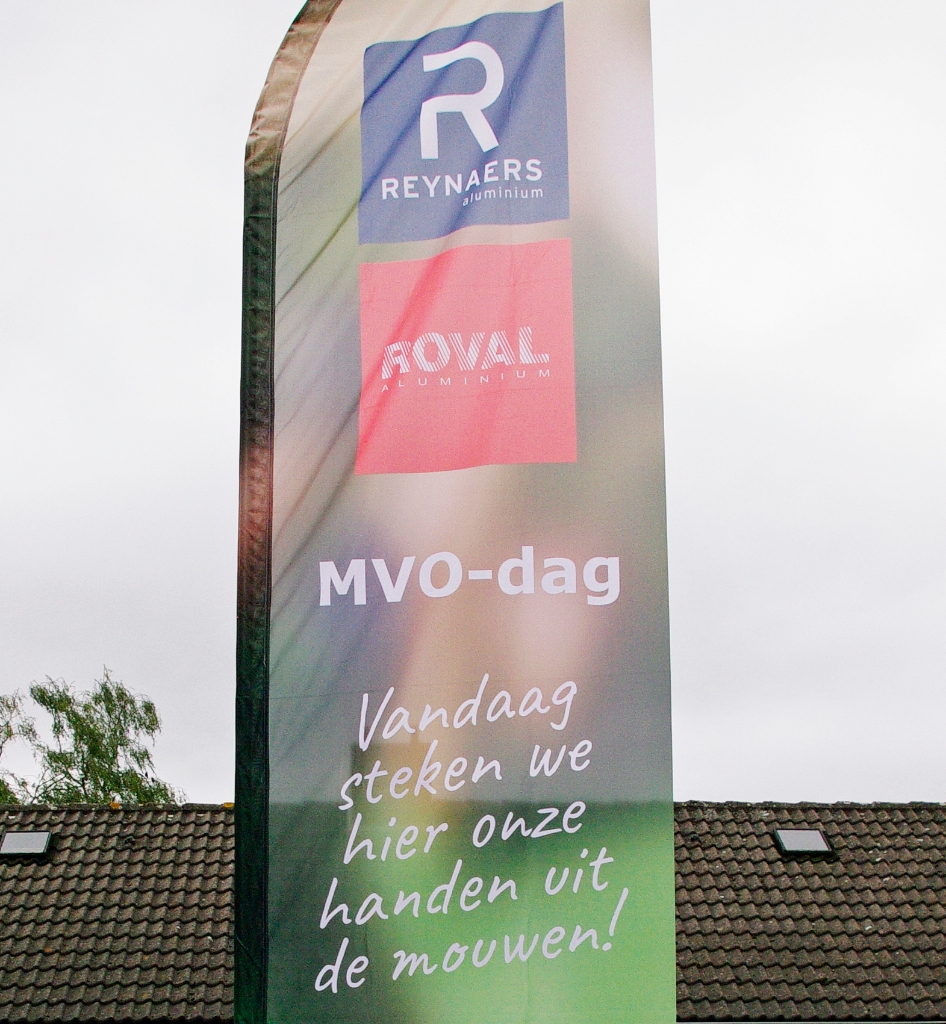 R
REYNAERS
aluminium
ROVAL
ALUMINIUM
MVO-dag
Vandaag
steken we
hier onze
handen uit
de mouwen!